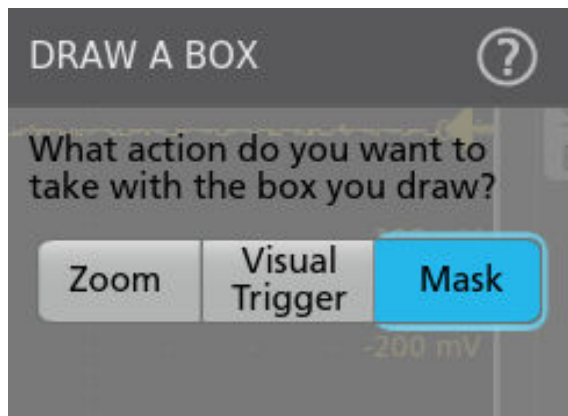 DRAW A BOX ?
What action do you want to
take with the box you draw?
Zoom
Visual
Trigger
Mask
-200 mV